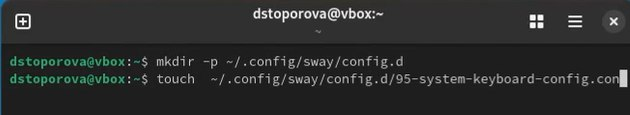 dstoporova@vbox:~
~
dstoporova@vbox:~$ mkdir -p ~/.config/sway/config.d
dstoporova@vbox:~$ touch  ~/.config/sway/config.d/95-system-keyboard-config.con